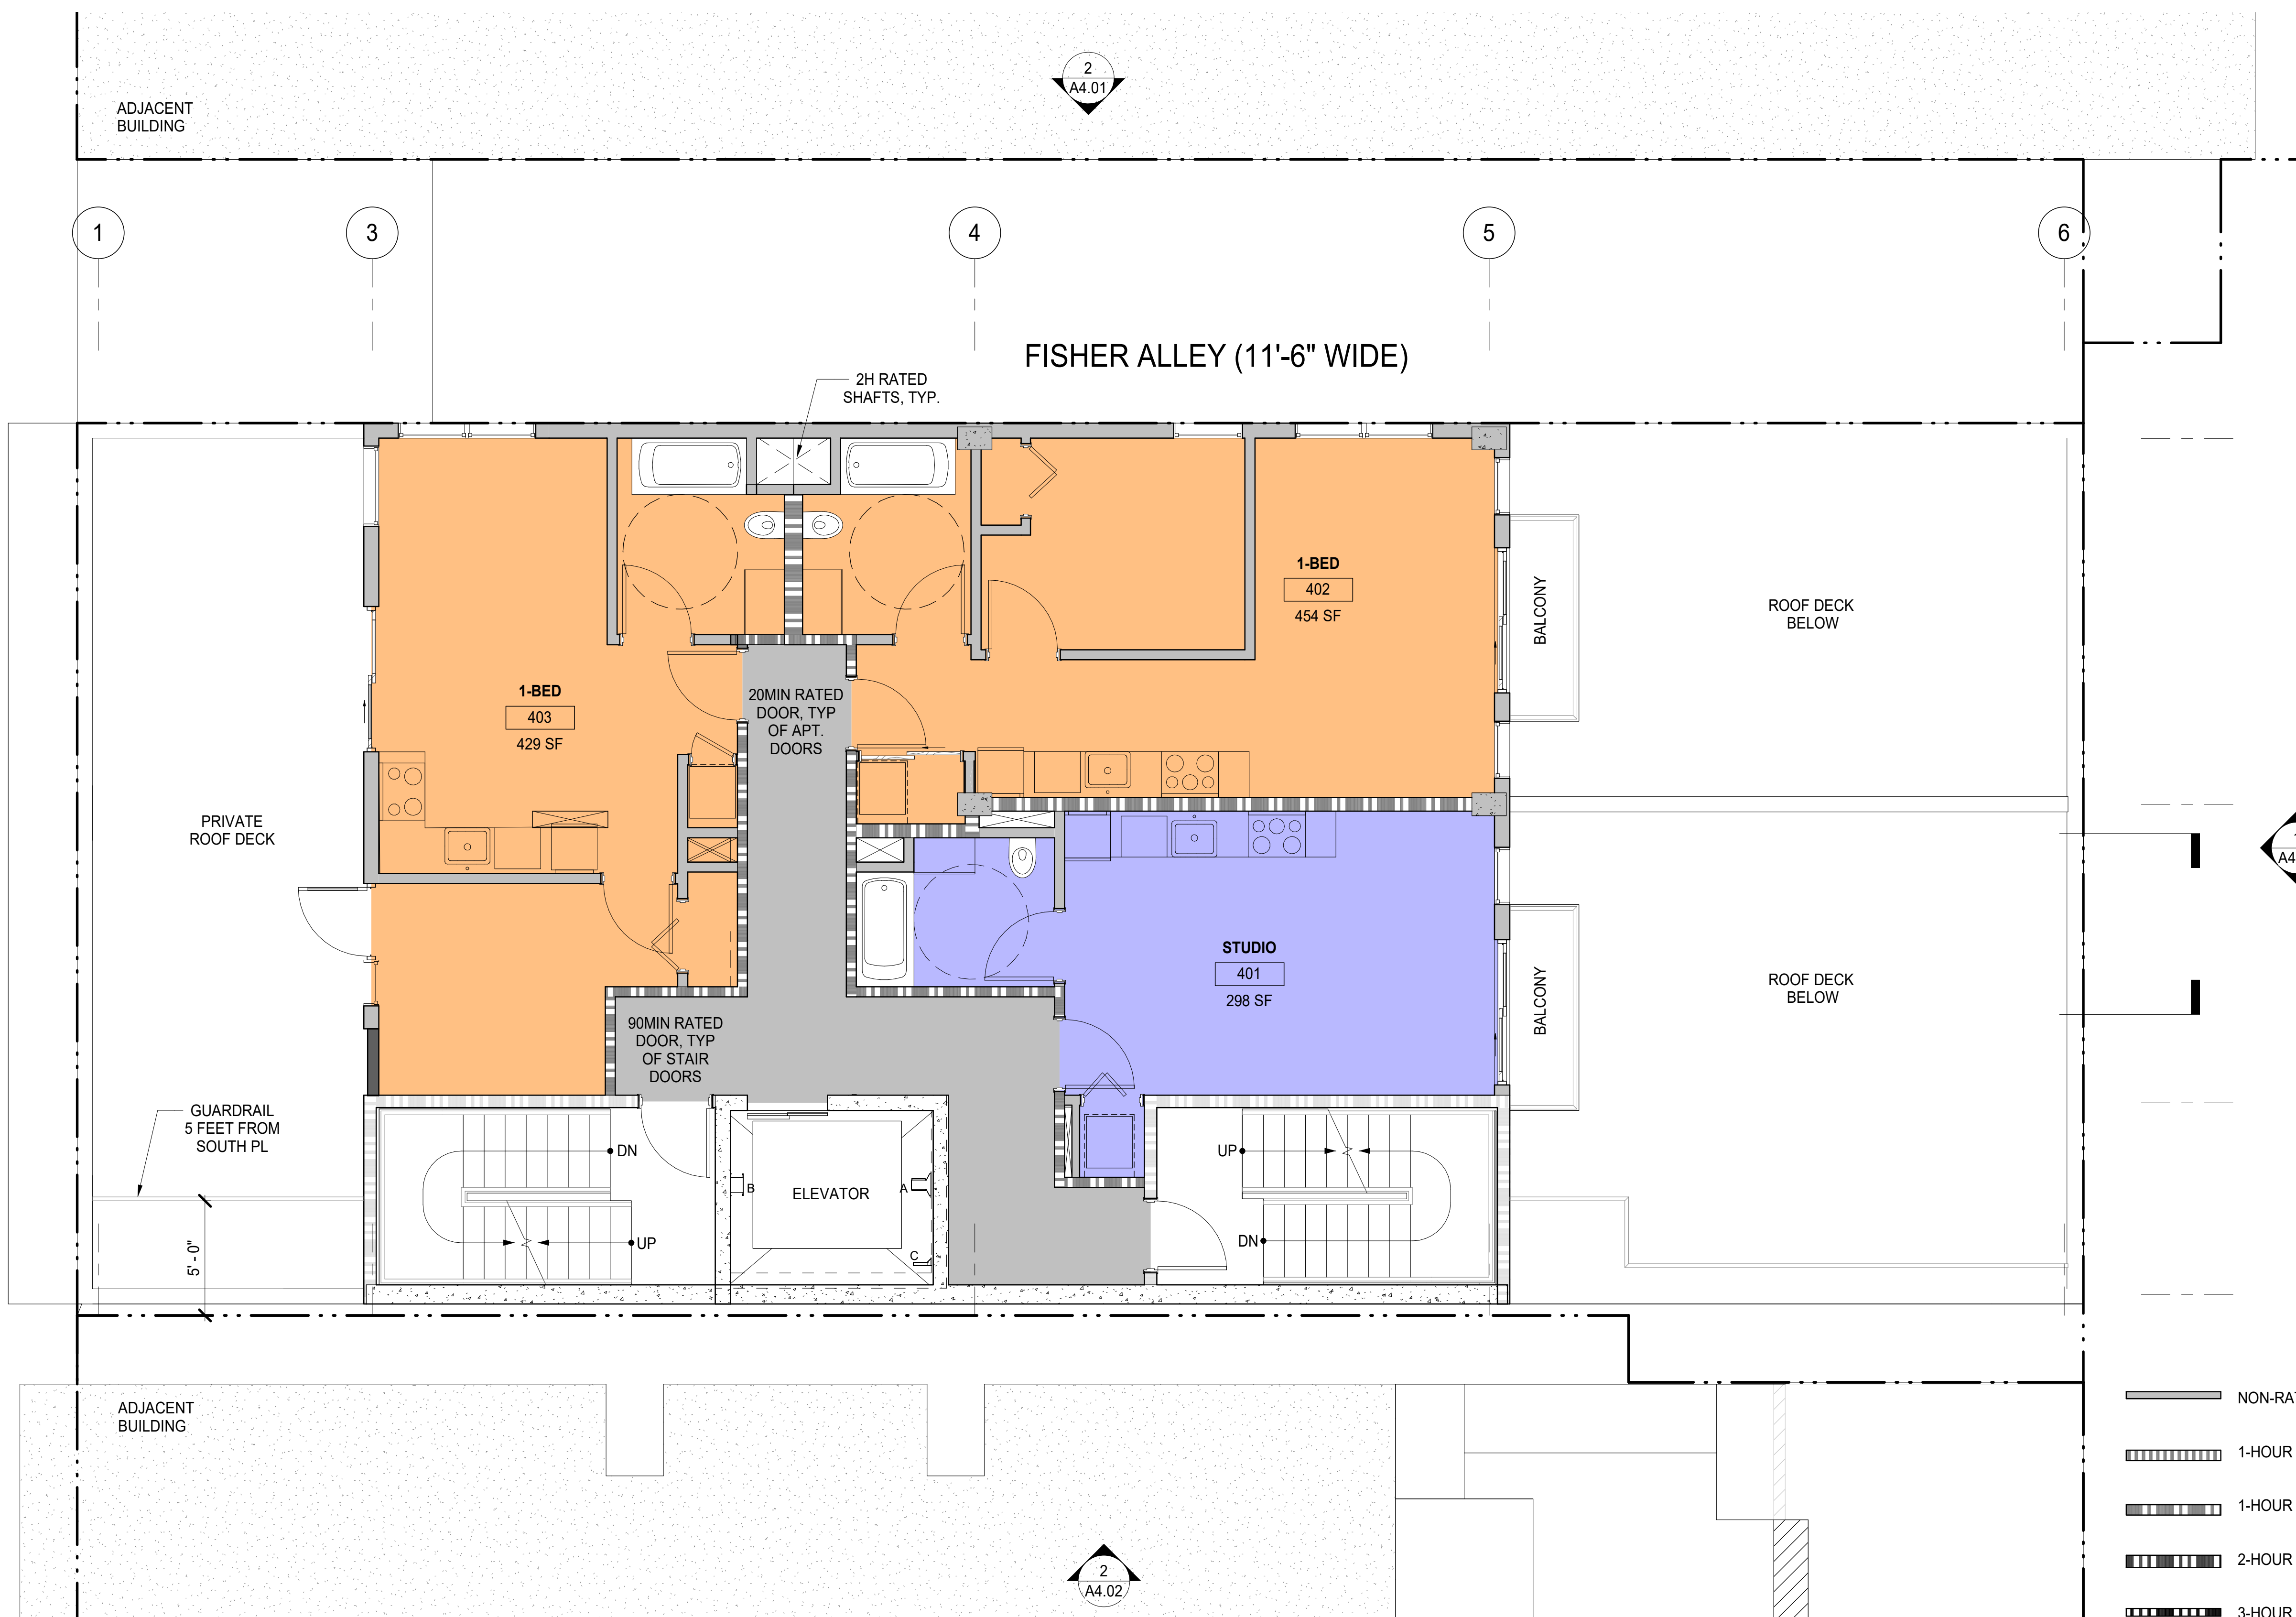 2
A4.01
ADJACENT
BUILDING
1
3
4
5
6
FISHER ALLEY (11'-6" WIDE)
2H RATED
SHAFTS, TYP.
1-BED
402
454 SF
BALCONY
ROOF DECK
BELOW
1-BED
403
429 SF
20MIN RATED
DOOR, TYP
OF APT.
DOORS
PRIVATE
ROOF DECK
A4
STUDIO
401
298 SF
BALCONY
ROOF DECK
BELOW
90MIN RATED
DOOR, TYP
OF STAIR
DOORS
GUARDRAIL
5 FEET FROM
SOUTH PL
DN
UP
B
ELEVATOR
A
C
UP
DN
5' - 0"
ADJACENT
BUILDING
NON-RA
1-HOUR
1-HOUR
2-HOUR
3-HOUR
2
A4.02